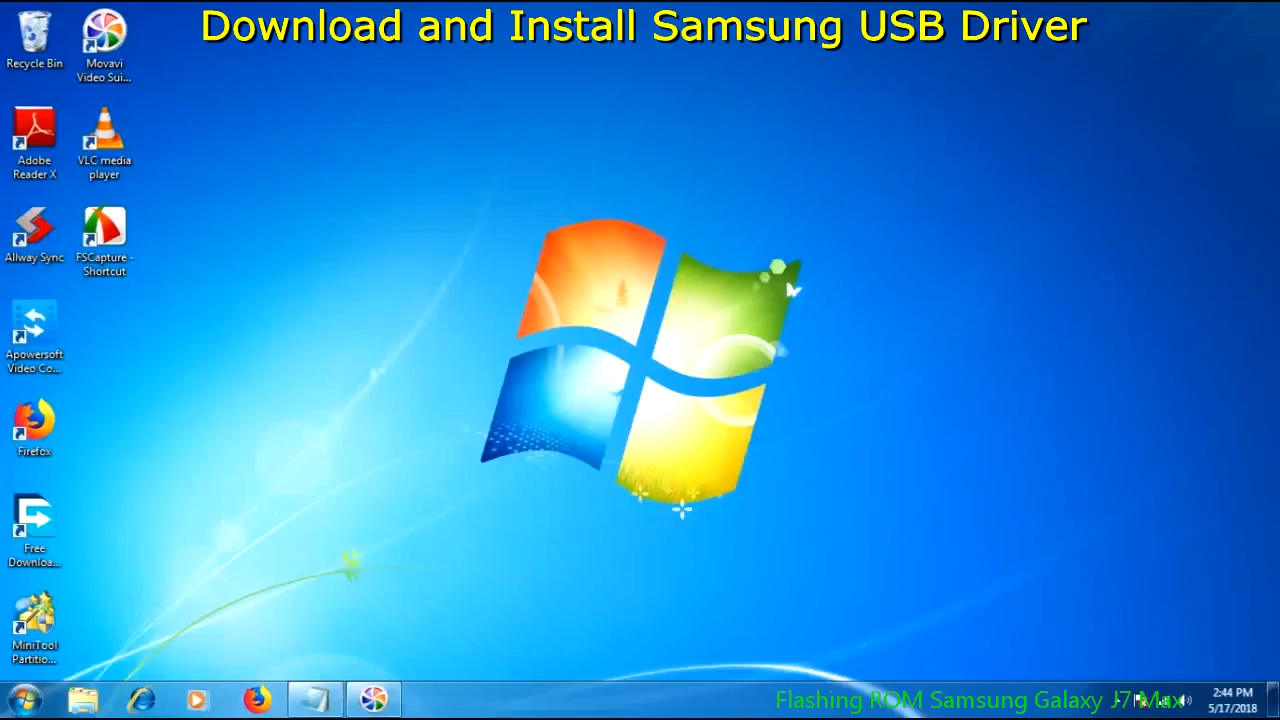 Download and Install Samsung USB Driver
Recycle Bin
Movavi
Video Sui...
Adobe
Reader X
VLC media
player
Allway Sync
FSCapture -
Shortcut
Apowersoft
Video Co...
Firefox
Free
Downloa...
MiniTool
Partitio...
Flashing ROM Samsung Galaxy J7 Max
2:44 PM
5/17/2018